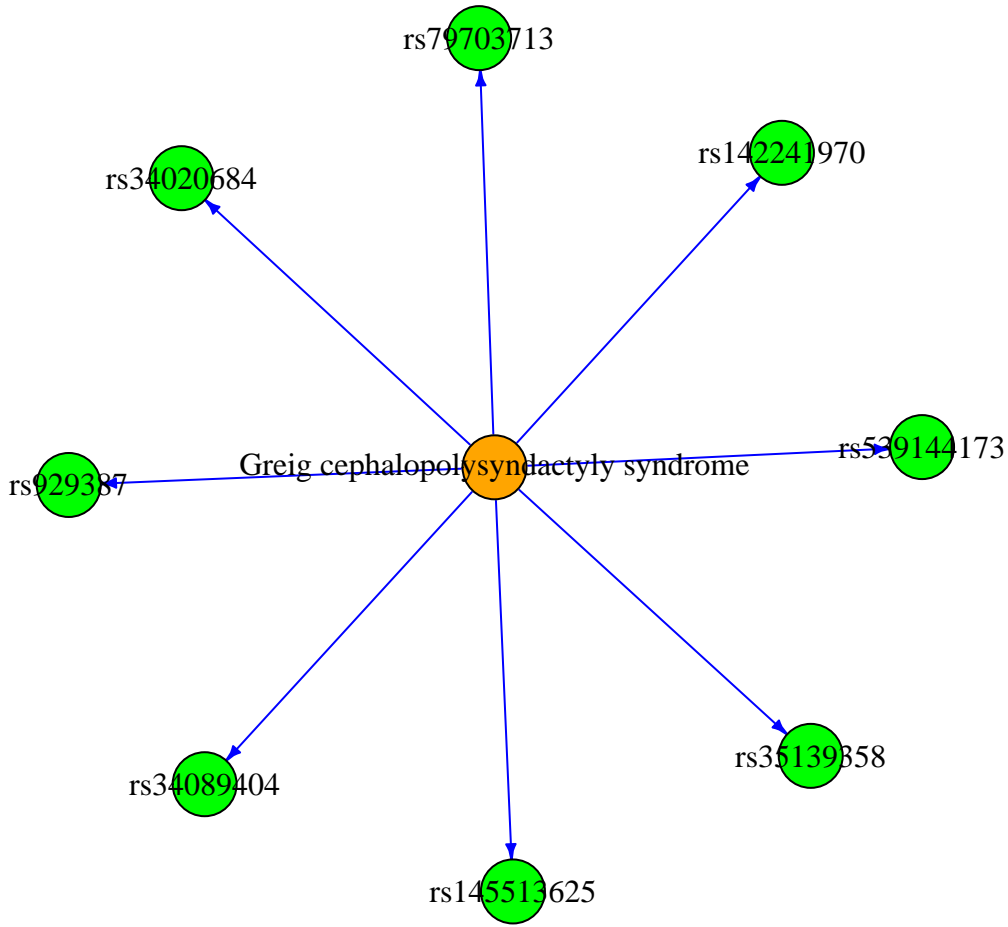 rs79703713
rs142241970
rs34020684
rs539144173
Greig cephalopolysyndactyly syndrome
rs929387
rs35139358
rs34089404
rs145513625